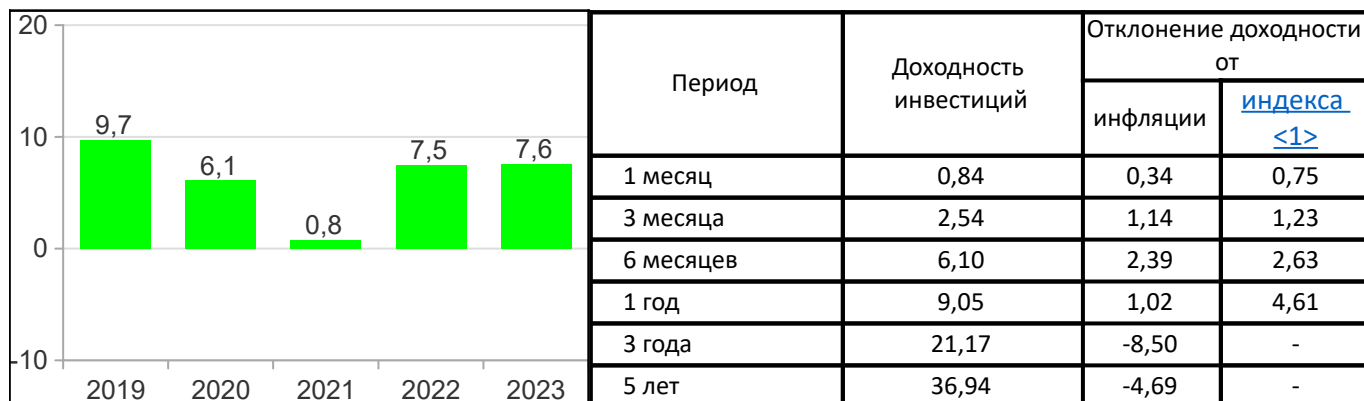 20
10
0
-10
9,7
6,1
0,8
7,5
7,6
2019 2020 2021 2022 2023
Период
Доходность
инвестиций
Отклонение доходности
от
инфляции
индекса
<1>
1 месяц 0,84 0,34 0,75
3 месяца 2,54 1,14 1,23
6 месяцев 6,10 2,39 2,63
1 год 9,05 1,02 4,61
3 года 21,17 -8,50 -
5 лет 36,94 -4,69 -